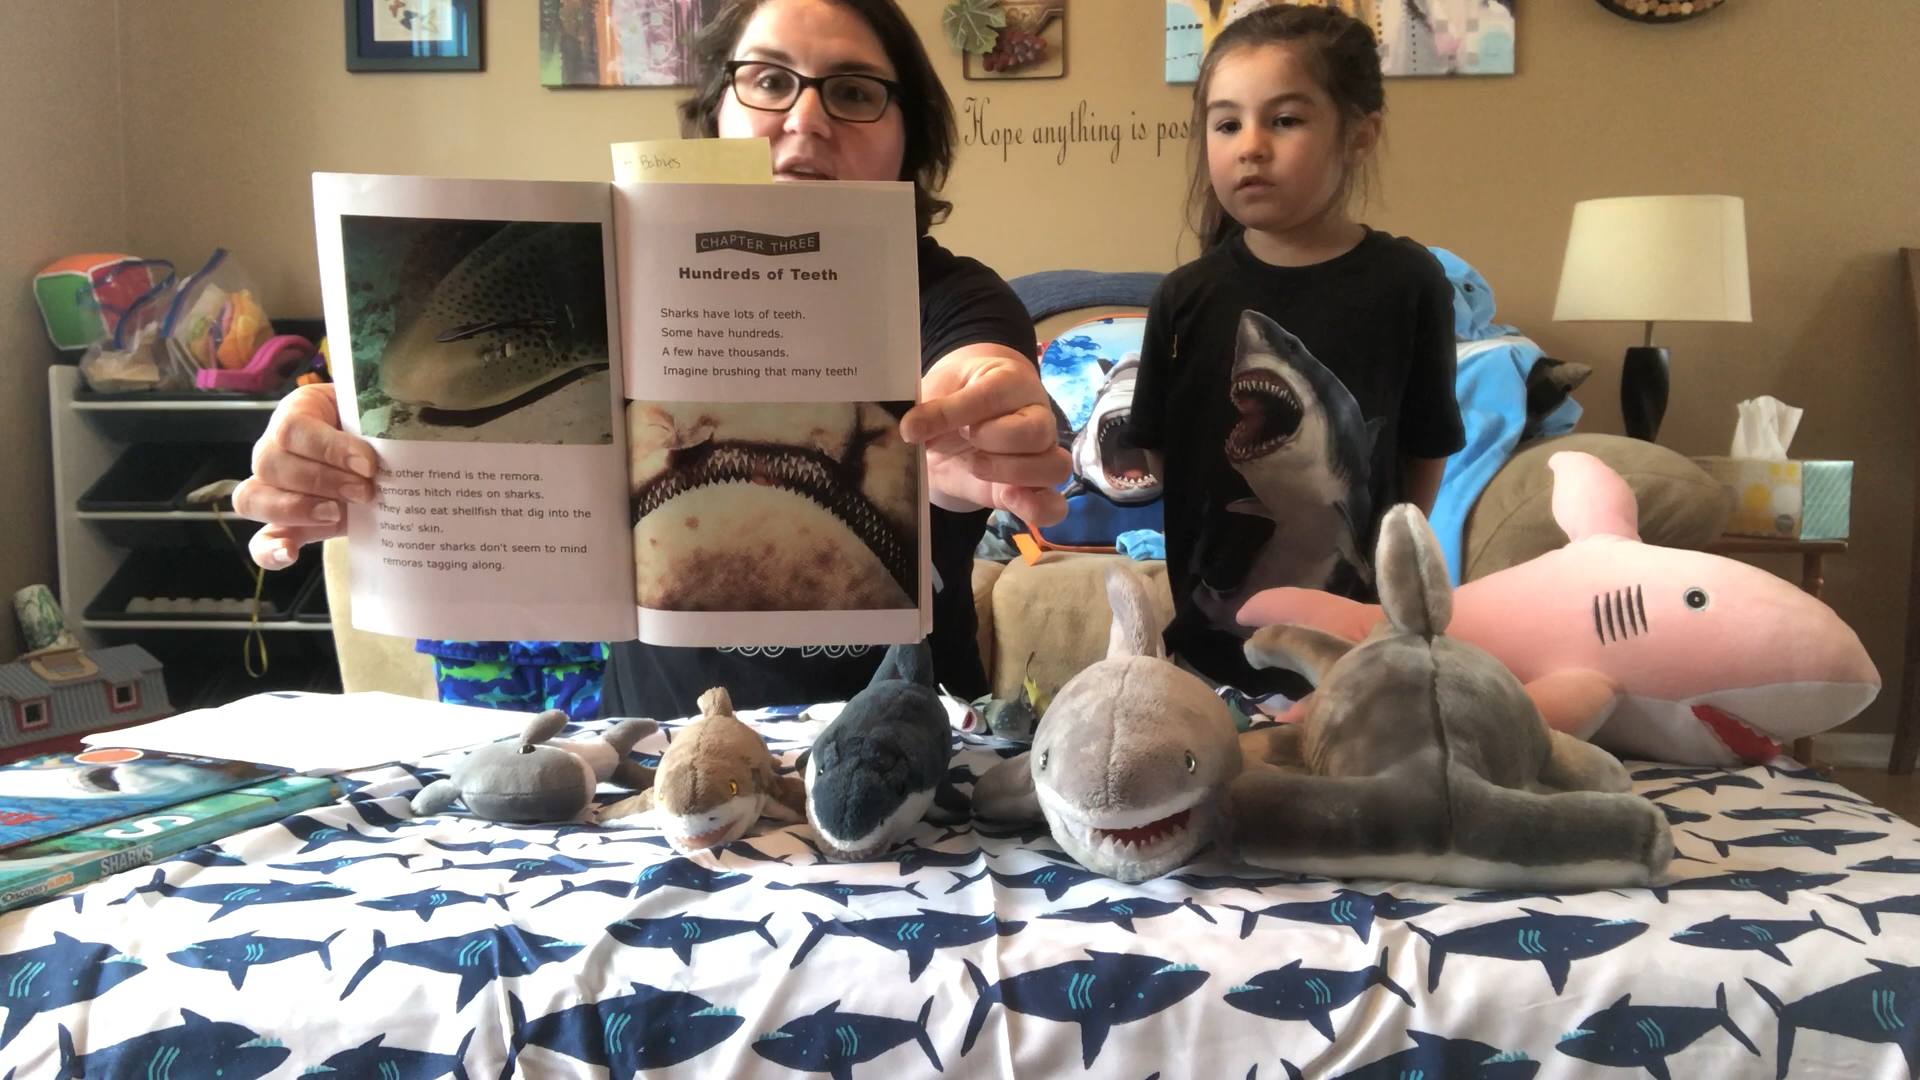 Hope anything is pos
- Babies
The other friend is the remora.
Remoras hitch rides on sharks.
They also eat shellfish that dig into the
sharks' skin.
No wonder sharks don't seem to mind
remoras tagging along.
CHAPTER THREE
Hundreds of Teeth
Sharks have lots of teeth.
Some have hundreds.
A few have thousands.
Imagine brushing that many teeth!
DOO DOO
SHARKS
Discovery KIDS